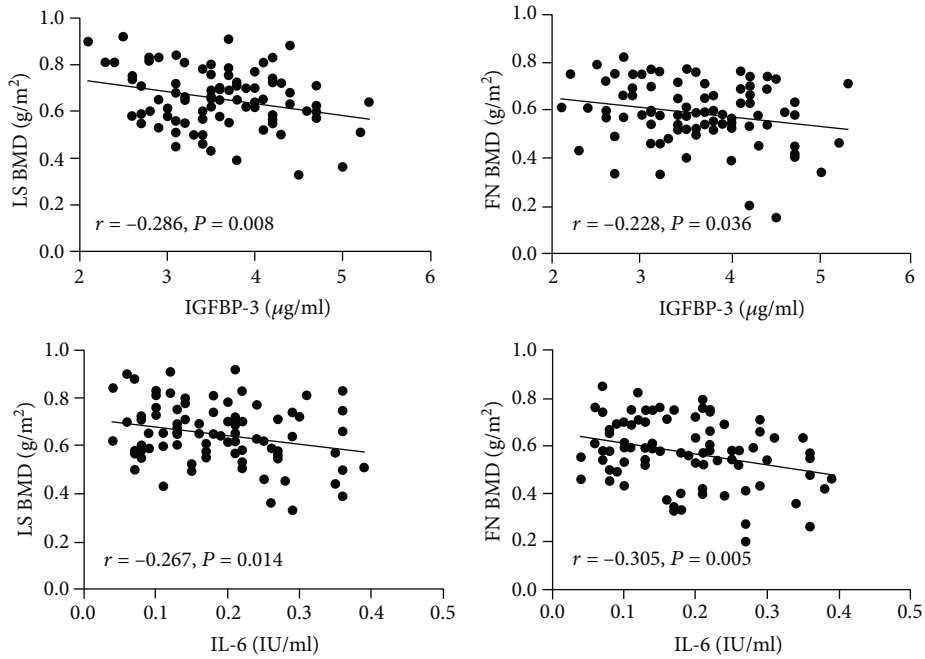 1.0
0.8
0.6
0.4
0.2
0.0
LS BMD (g/m²)
r = –0.286, P = 0.008
2 3 4 5 6
IGFBP-3 (μg/ml)
1.0
0.8
0.6
0.4
0.2
0.0
FN BMD (g/m²)
r = –0.228, P = 0.036
2 3 4 5 6
IGFBP-3 (μg/ml)
1.0
0.8
0.6
0.4
0.2
0.0
LS BMD (g/m²)
r = –0.267, P = 0.014
0.0 0.1 0.2 0.3 0.4 0.5
IL-6 (IU/ml)
1.0
0.8
0.6
0.4
0.2
0.0
FN BMD (g/m²)
r = –0.305, P = 0.005
0.0 0.1 0.2 0.3 0.4 0.5
IL-6 (IU/ml)